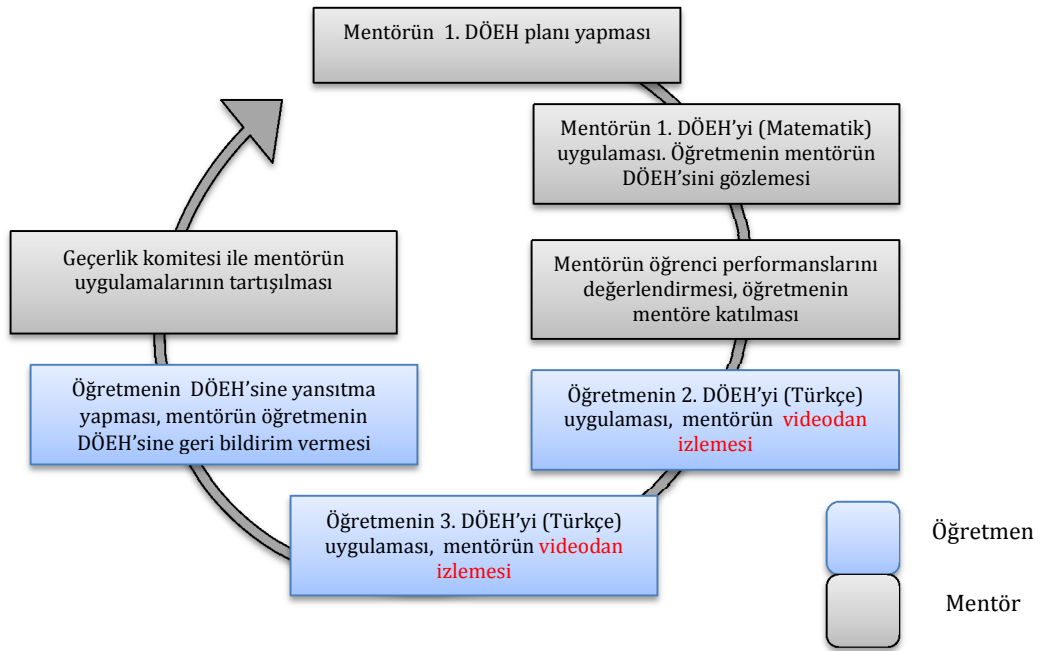 Mentörün 1. DÖEH planı yapması
Mentörün 1. DÖEH’yi (Matematik)
uygulaması. Öğretmenin mentörün
DÖEH’sini gözlemesi
Mentörün öğrenci performanslarını
değerlendirmesi, öğretmenin
mentöre katılması
Öğretmenin 2. DÖEH’yi (Türkçe)
uygulaması, mentörün videodan
izlemesi
Öğretmenin 3. DÖEH’yi (Türkçe)
uygulaması, mentörün videodan
izlemesi
Öğretmenin DÖEH’sine yansıtma
yapması, mentörün öğretmenin
DÖEH’sine geri bildirim vermesi
Geçerlik komitesi ile mentörün
uygulamalarının tartışılması
Öğretmen
Mentör